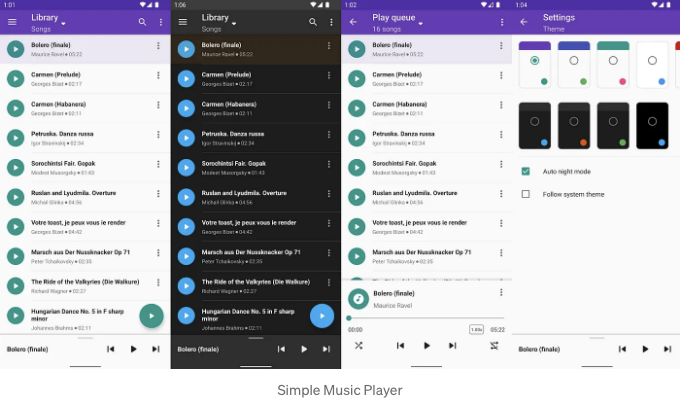 1:01
Library
Songs
Bolero (finale)
Maurice Ravel • 05:22
Carmen (Prelude)
Georges Bizet • 02:17
Carmen (Habanera)
Georges Bizet • 02:11
Petruska. Danza russa
Igor Stravinskij • 02:34
Sorochintsi Fair. Gopak
Modest Musorgsky • 01:43
Ruslan and Lyudmila. Overture
Michail Glinka • 04:56
Votre toast, je peux vous le render
Georges Bizet • 02:42
Marsch aus Der Nussknacker Op 71
Peter Tchaikovsky • 02:35
The Ride of the Valkyries (Die Walkure)
Richard Wagner • 02:27
Hungarian Dance No. 5 in F sharp
minor
Johannes Brahms • 02:11
Bolero (finale)
1:06
Library
Songs
Bolero (finale)
Maurice Ravel • 05:22
Carmen (Prelude)
Georges Bizet • 02:17
Carmen (Habanera)
Georges Bizet • 02:11
Petruska. Danza russa
Igor Stravinskij • 02:34
Sorochintsi Fair. Gopak
Modest Musorgsky • 01:43
Ruslan and Lyudmila. Overture
Michail Glinka • 04:56
Votre toast, je peux vous le render
Georges Bizet • 02:42
Marsch aus Der Nussknacker Op 71
Peter Tchaikovsky • 02:35
The Ride of the Valkyries (Die Walkure)
Richard Wagner • 02:27
Hungarian Dance No. 5 in F sharp
minor
Johannes Brahms • 02:11
Bolero (finale)
1:02
Play queue
16 songs
Bolero (finale)
Maurice Ravel • 05:22
Carmen (Prelude)
Georges Bizet • 02:17
Carmen (Habanera)
Georges Bizet • 02:11
Petruska. Danza russa
Igor Stravinskij • 02:34
Sorochintsi Fair. Gopak
Modest Musorgsky • 01:43
Ruslan and Lyudmila. Overture
Michail Glinka • 04:56
Votre toast, je peux vous le render
Georges Bizet • 02:42
Marsch aus Der Nussknacker Op 71
Peter Tchaikovsky • 02:35
Bolero (finale)
Maurice Ravel
00:00
1.00x
05:22
1:04
Settings
Theme
Auto night mode
Follow system theme
Bolero (finale)
Simple Music Player